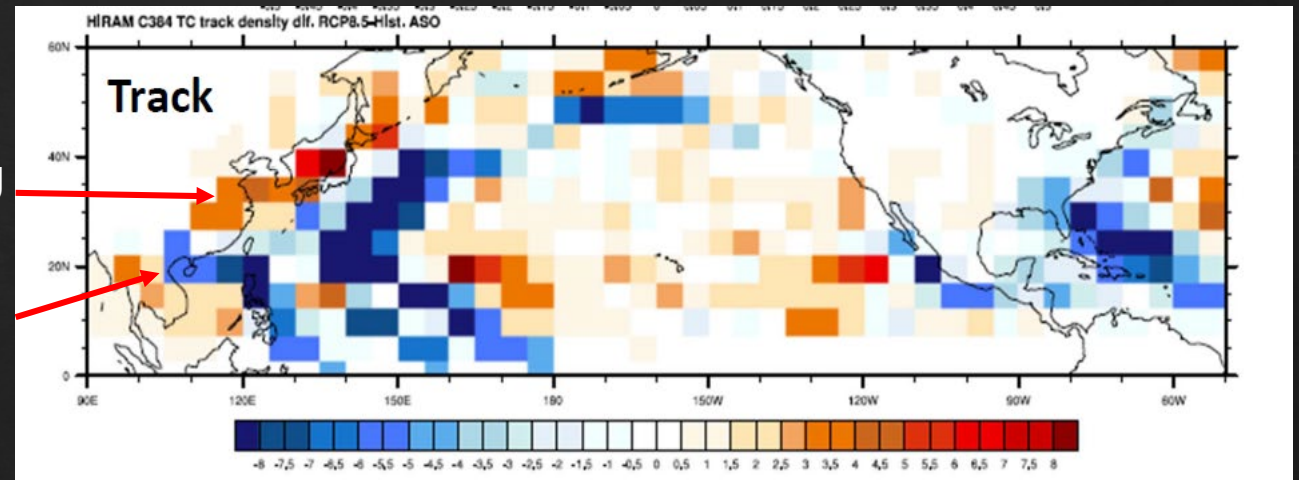 HiRAM C384 TC track density dif. RCP8.5-Hist. ASO
Track
60N
40N
20N
0
90E 120E 150E 180 150W 120W 90W 60W
-8 -7,5 -7 -6,5 -6 -5,5 -5 -4,5 -4 -3,5 -3 -2,5 -2 -1,5 -1 -0,5 0 0,5 1 1,5 2 2,5 3 3,5 4 4,5 5 5,5 6 6,5 7 7,5 8